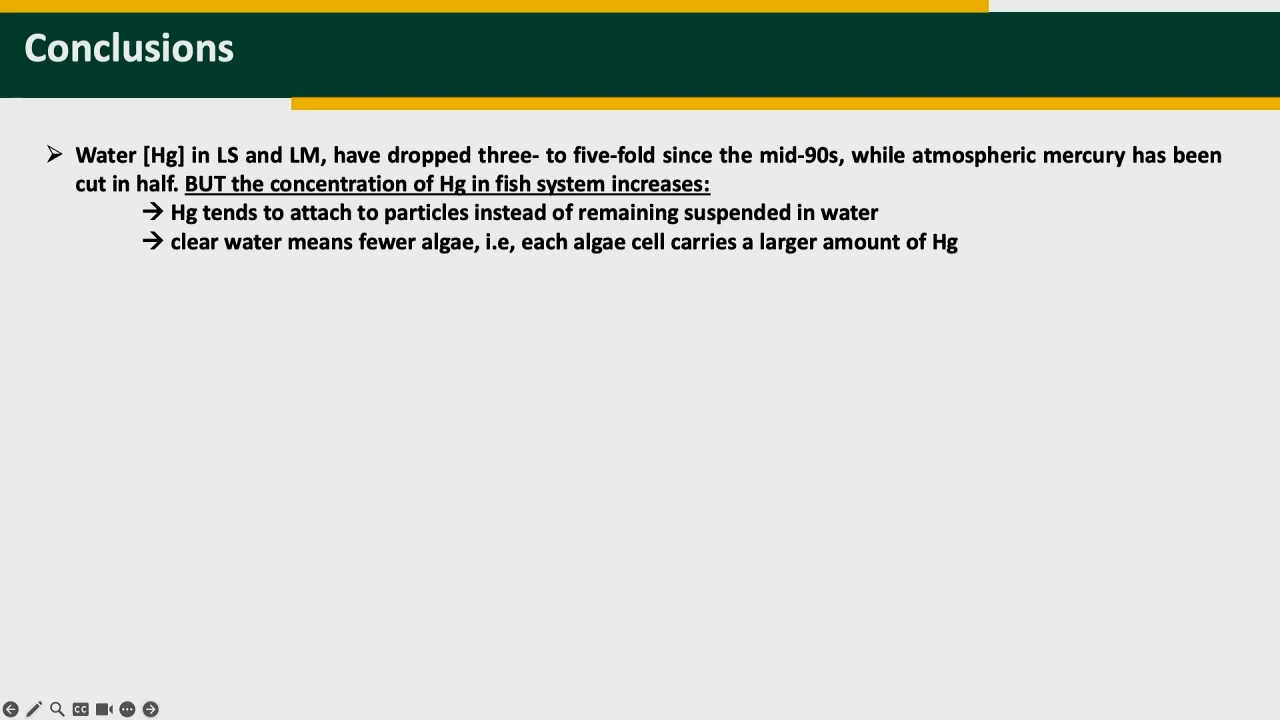 Conclusions
➢ Water [Hg] in LS and LM, have dropped three- to five-fold since the mid-90s, while atmospheric mercury has been
cut in half. BUT the concentration of Hg in fish system increases:
→ Hg tends to attach to particles instead of remaining suspended in water
→ clear water means fewer algae, i.e, each algae cell carries a larger amount of Hg
CC